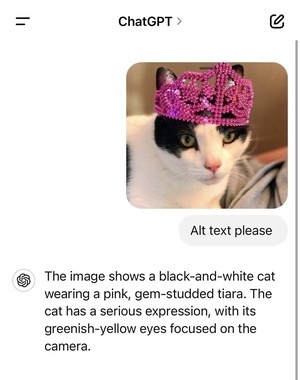 ChatGPT
Alt text please
The image shows a black-and-white cat
wearing a pink, gem-studded tiara. The
cat has a serious expression, with its
greenish-yellow eyes focused on the
camera.